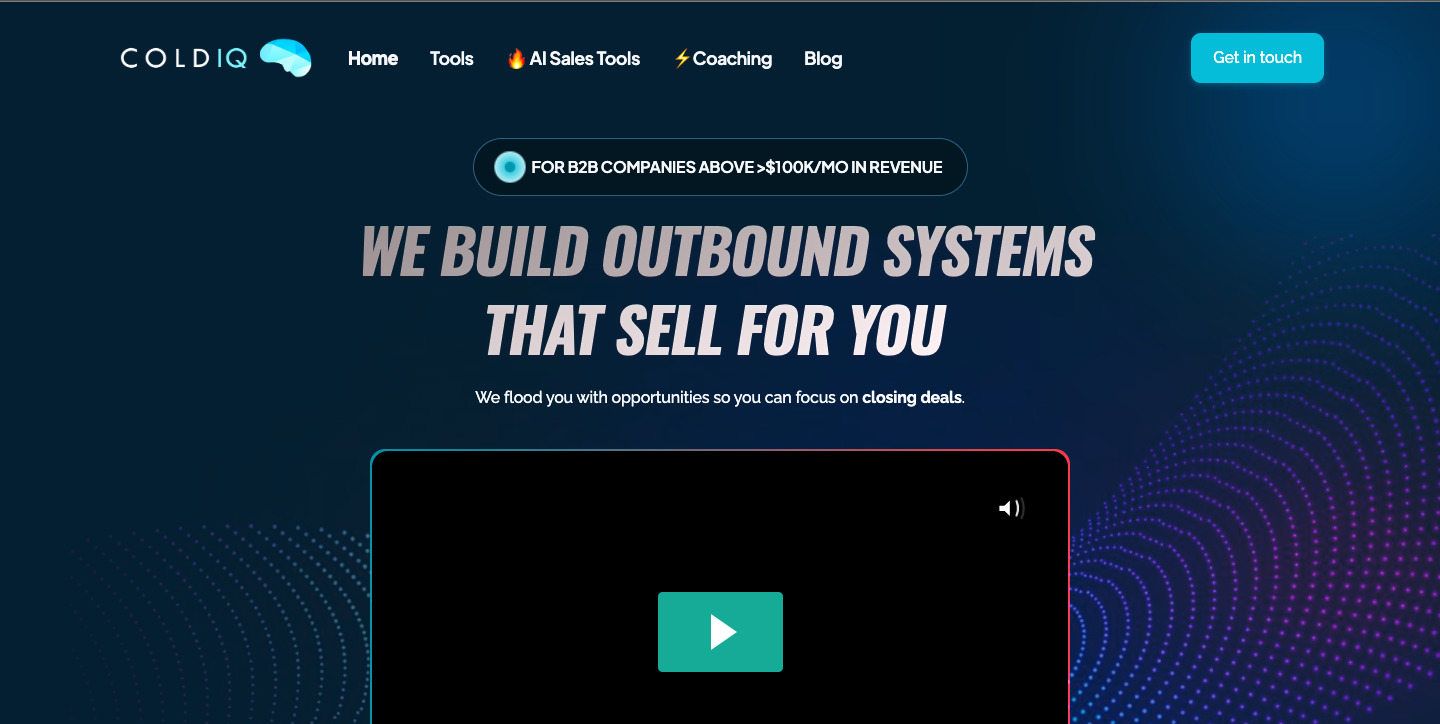 COLDIQ
Home
Tools
🔥 AI Sales Tools
⚡Coaching
Blog
Get in touch
FOR B2B COMPANIES ABOVE >$100K/MO IN REVENUE
WE BUILD OUTBOUND SYSTEMS
THAT SELL FOR YOU
We flood you with opportunities so you can focus on closing deals.